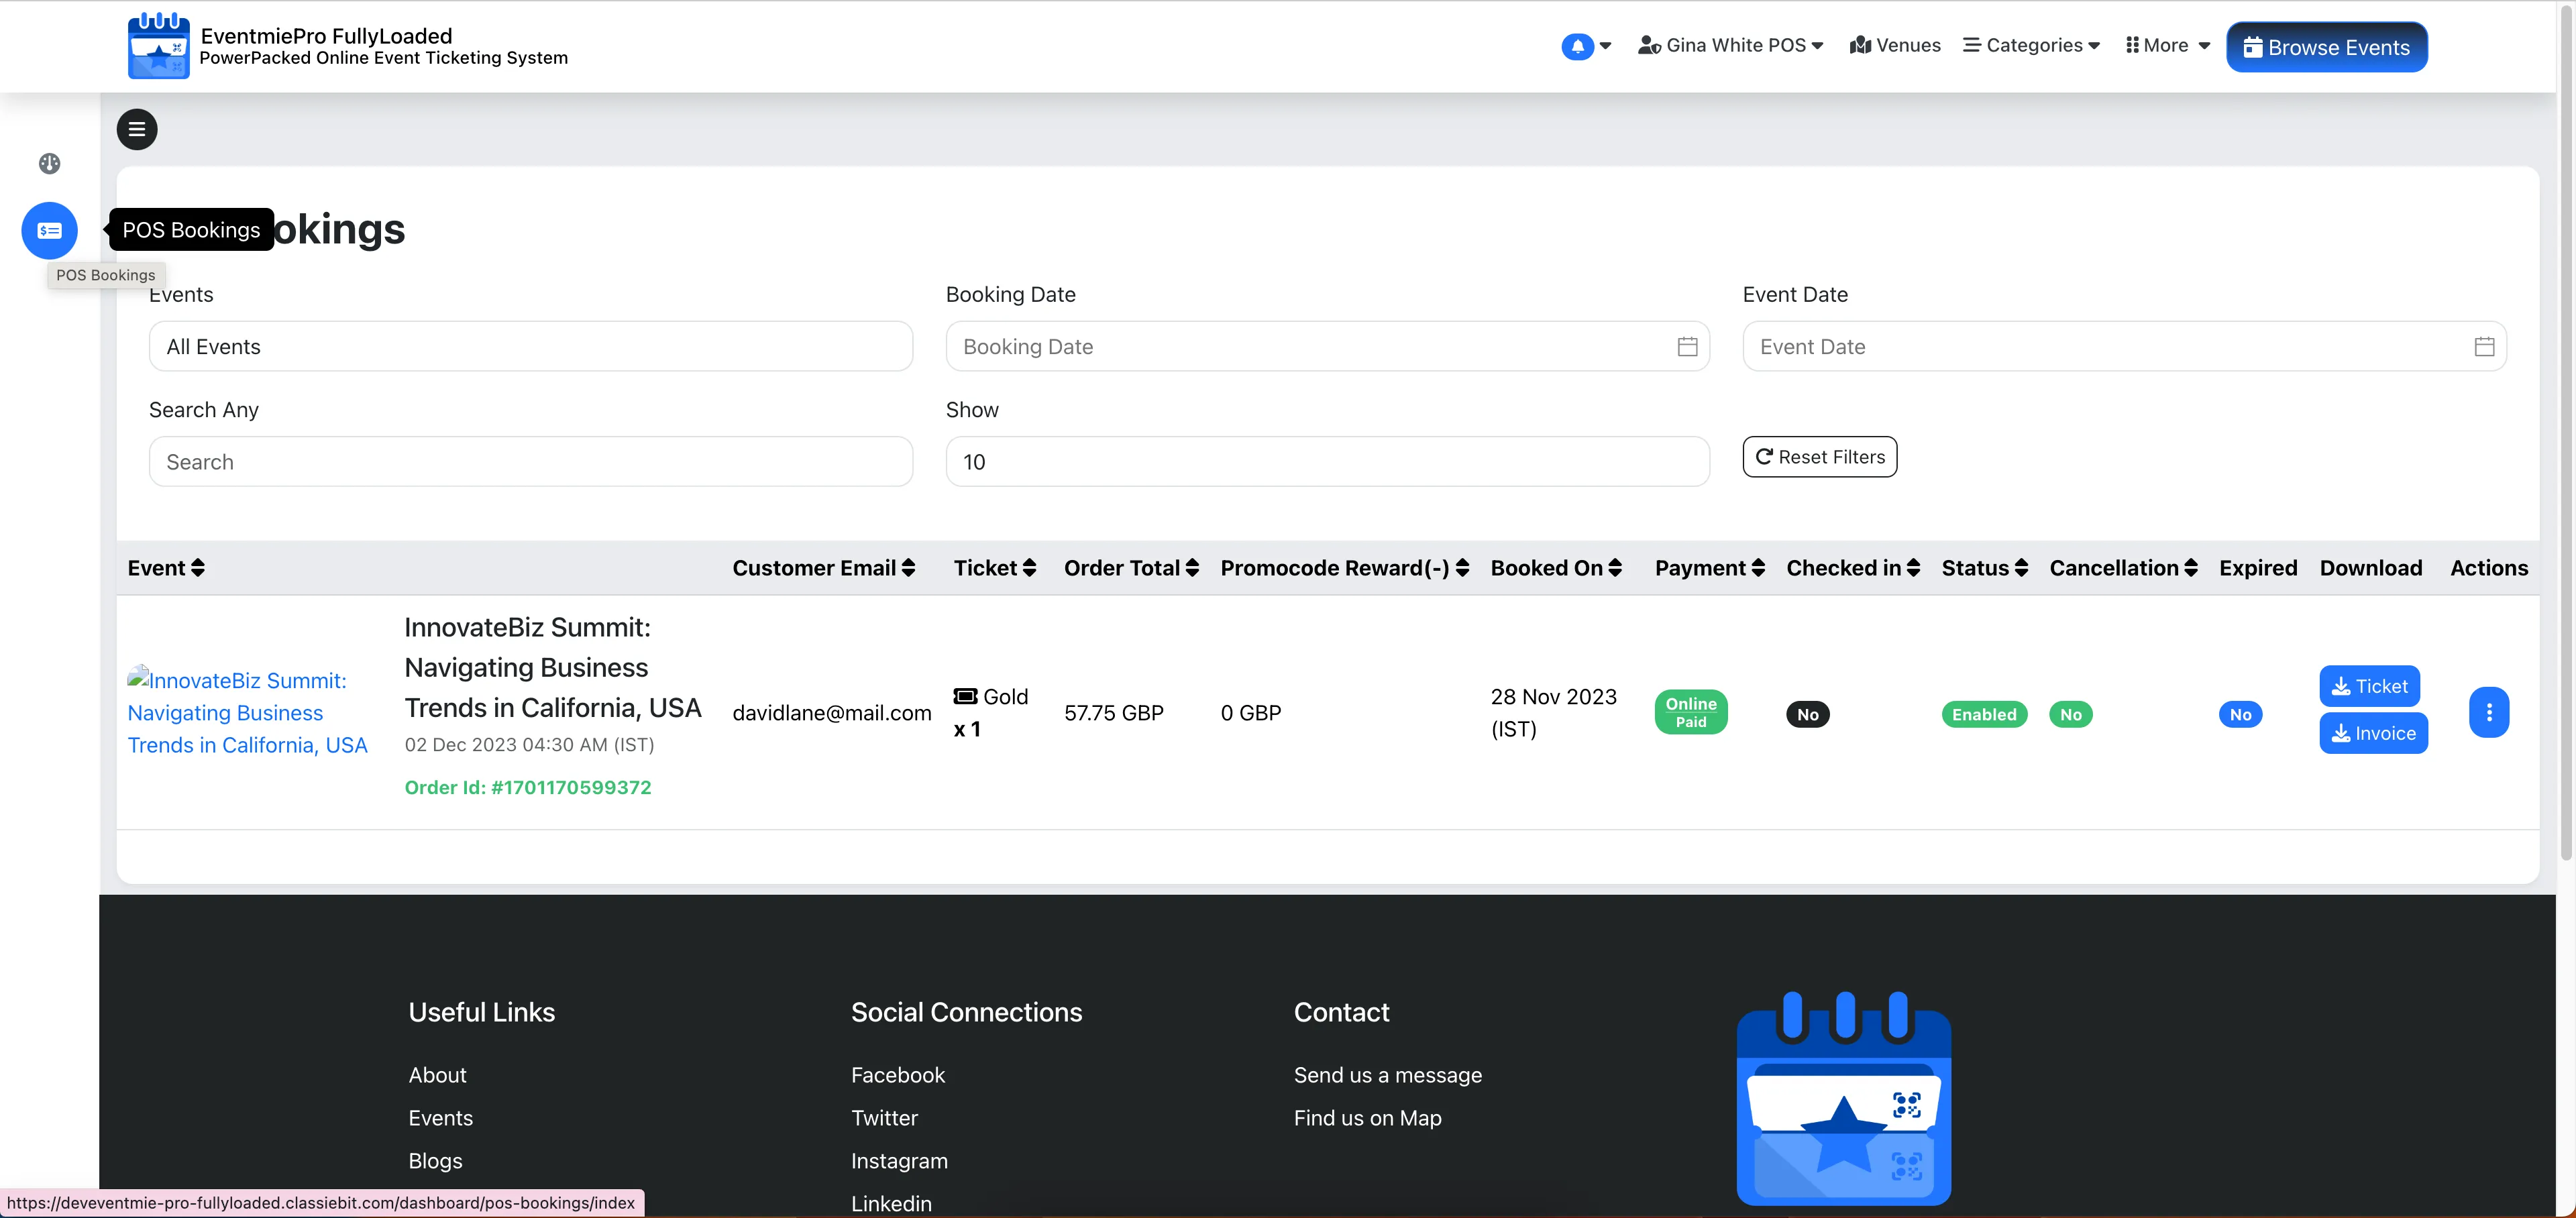 EventmiePro FullyLoaded
PowerPacked Online Event Ticketing System
Gina White POS
Venues
Categories
More
Browse Events
POS Bookings
okings
POS Bookings
Events
Booking Date
Event Date
All Events
Booking Date
Event Date
Search Any
Show
Search
10
Reset Filters
Event
Customer Email
Ticket
Order Total
Promocode Reward(-)
Booked On
Payment
Checked in
Status
Cancellation
Expired
Download
Actions
InnovateBiz Summit:
Navigating Business
Trends in California, USA
InnovateBiz Summit:
Navigating Business
Trends in California, USA
02 Dec 2023 04:30 AM (IST)
Order Id: #1701170599372
davidlane@mail.com
Gold
x 1
57.75 GBP
0 GBP
28 Nov 2023
(IST)
Online
Paid
No
Enabled
No
No
Ticket
Invoice
Useful Links
About
Events
Blogs
Social Connections
Facebook
Twitter
Instagram
Linkedin
Contact
Send us a message
Find us on Map
https://deveventmie-pro-fullyloaded.classiebit.com/dashboard/pos-bookings/index